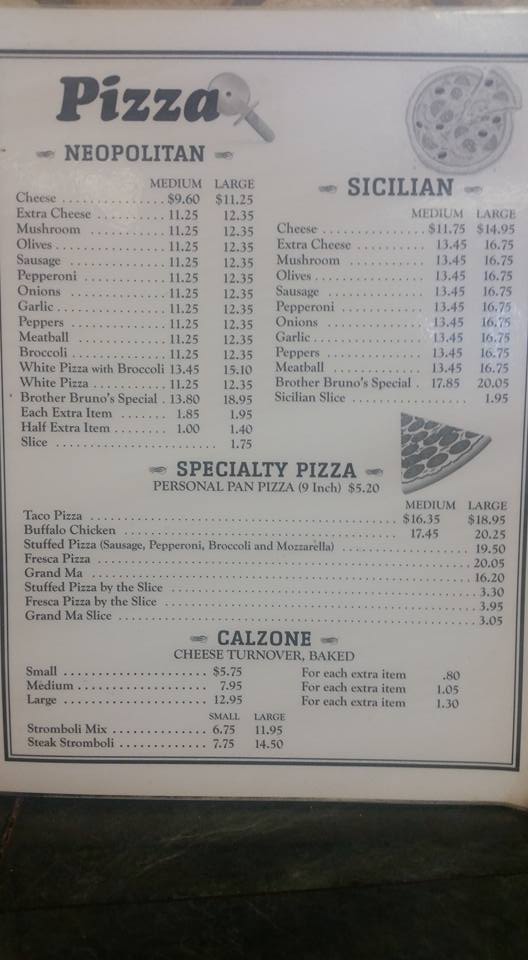 Pizza
NEOPOLITAN
MEDIUM LARGE
Cheese $9.60 $11.25
Extra Cheese 11.25 12.35
Mushroom 11.25 12.35
Olives 11.25 12.35
Sausage 11.25 12.35
Pepperoni 11.25 12.35
Onions 11.25 12.35
Garlic 11.25 12.35
Peppers 11.25 12.35
Meatball 11.25 12.35
Broccoli 11.25 12.35
White Pizza with Broccoli 13.45 15.10
White Pizza 11.25 12.35
Brother Bruno's Special 13.80 18.95
Each Extra Item 1.85 1.95
Half Extra Item 1.00 1.40
Slice 1.75
SICILIAN
MEDIUM LARGE
Cheese $11.75 $14.95
Extra Cheese 13.45 16.75
Mushroom 13.45 16.75
Olives 13.45 16.75
Sausage 13.45 16.75
Pepperoni 13.45 16.75
Onions 13.45 16.75
Garlic 13.45 16.75
Peppers 13.45 16.75
Meatball 13.45 16.75
Brother Bruno's Special 17.85 20.05
Sicilian Slice 1.95
SPECIALTY PIZZA
PERSONAL PAN PIZZA (9 Inch) $5.20
MEDIUM LARGE
Taco Pizza $16.35 $18.95
Buffalo Chicken 17.45 20.25
Stuffed Pizza (Sausage, Pepperoni, Broccoli and Mozzarella) 19.50
Fresca Pizza 20.05
Grand Ma 16.20
Stuffed Pizza by the Slice 3.30
Fresca Pizza by the Slice 3.95
Grand Ma Slice 3.05
CALZONE
CHEESE TURNOVER, BAKED
Small $5.75 For each extra item .80
Medium 7.95 For each extra item 1.05
Large 12.95 For each extra item 1.30
SMALL LARGE
Stromboli Mix 6.75 11.95
Steak Stromboli 7.75 14.50